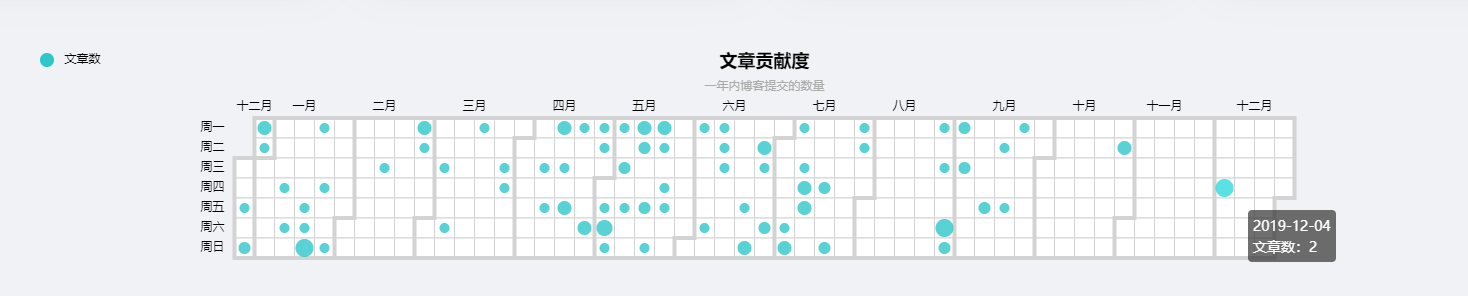 文章数
文章贡献度
一年内博客提交的数量
十二月 一月 二月 三月 四月 五月 六月 七月 八月 九月 十月 十一月 十二月
周一
周二
周三
周四
周五
周六
周日
2019-12-04
文章数：2